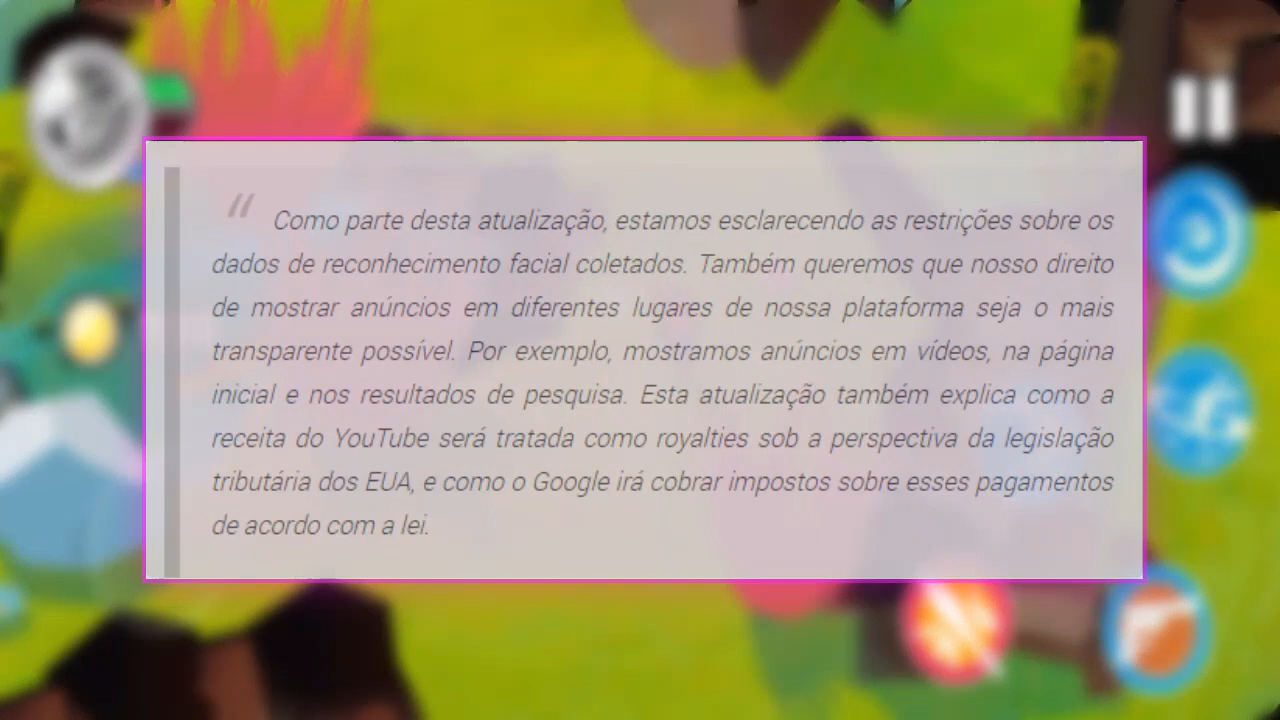 “ Como parte desta atualização, estamos esclarecendo as restrições sobre os
dados de reconhecimento facial coletados. Também queremos que nosso direito
de mostrar anúncios em diferentes lugares de nossa plataforma seja o mais
transparente possível. Por exemplo, mostramos anúncios em vídeos, na página
inicial e nos resultados de pesquisa. Esta atualização também explica como a
receita do YouTube será tratada como royalties sob a perspectiva da legislação
tributária dos EUA, e como o Google irá cobrar impostos sobre esses pagamentos
de acordo com a lei.